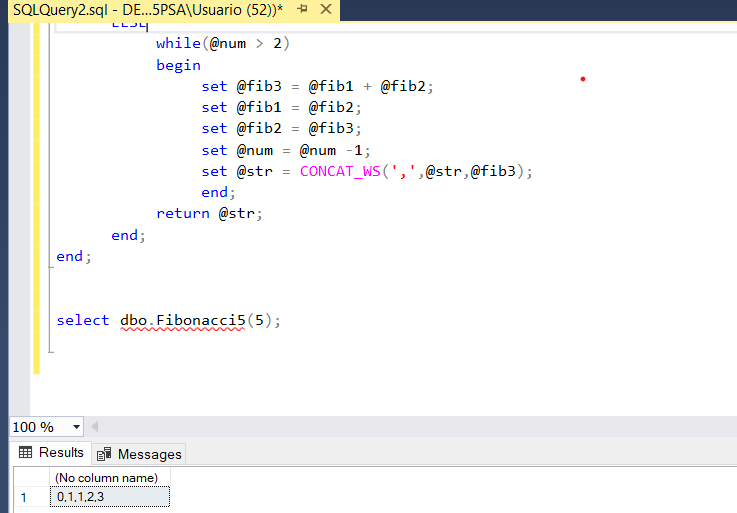 SQLQuery2.sql - DE...5PSA\Usuario (52))*
ELSE
while(@num > 2)
begin
set @fib3 = @fib1 + @fib2;
set @fib1 = @fib2;
set @fib2 = @fib3;
set @num = @num -1;
set @str = CONCAT_WS(',',@str,@fib3);
end;
return @str;
end;
end;
select dbo.Fibonacci5(5);
100 %
Results Messages
(No column name)
1 0,1,1,2,3